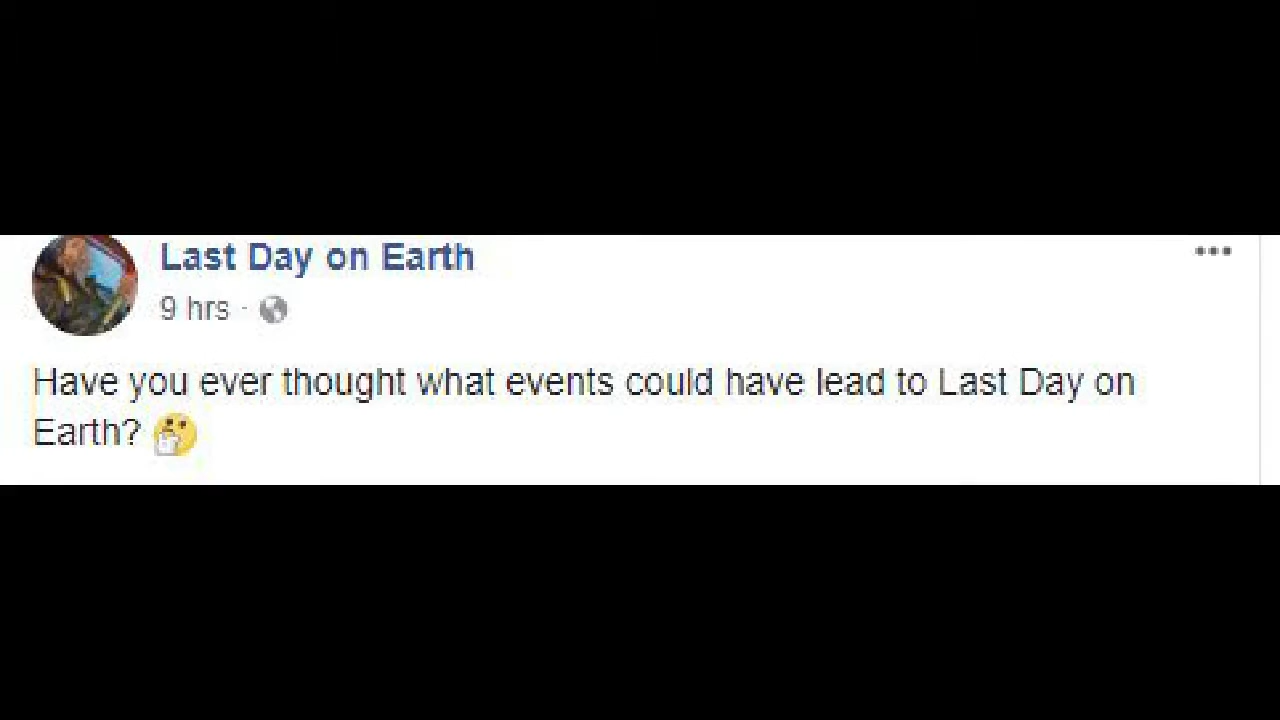 Last Day on Earth
9 hrs ·
Have you ever thought what events could have lead to Last Day on
Earth? 🤔